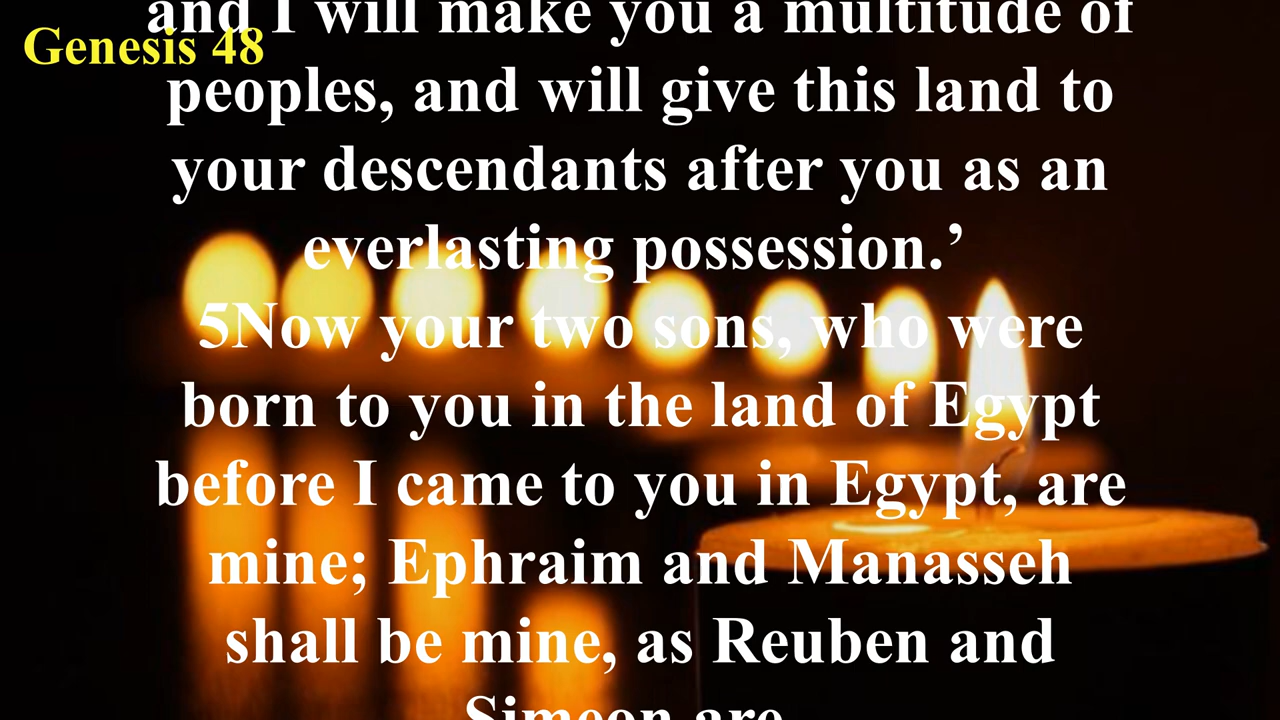 and I will make you a multitude of
Genesis 48
peoples, and will give this land to
your descendants after you as an
everlasting possession.’
5Now your two sons, who were
born to you in the land of Egypt
before I came to you in Egypt, are
mine; Ephraim and Manasseh
shall be mine, as Reuben and
Simeon are